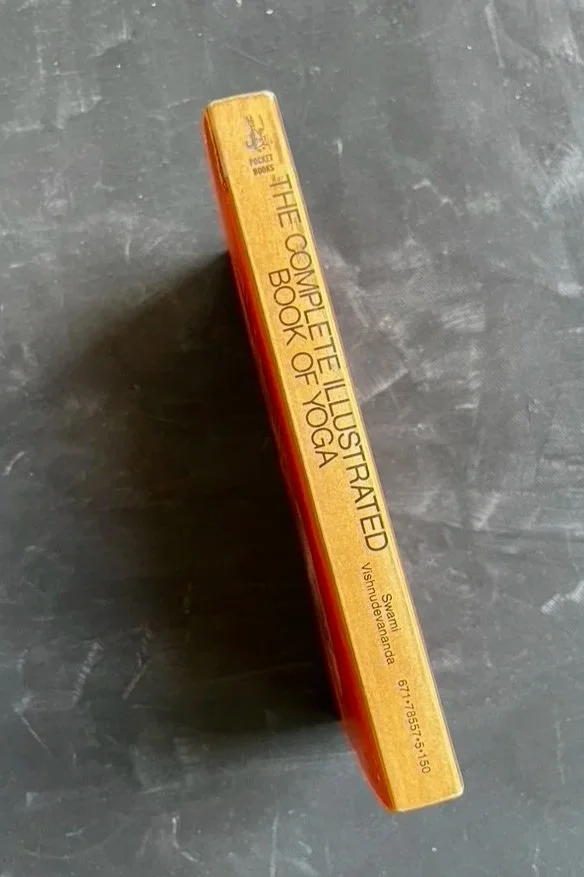 POCKET
BOOKS
THE COMPLETE ILLUSTRATED
BOOK OF YOGA
Swami
Vishnudevananda
671•78557•5•150